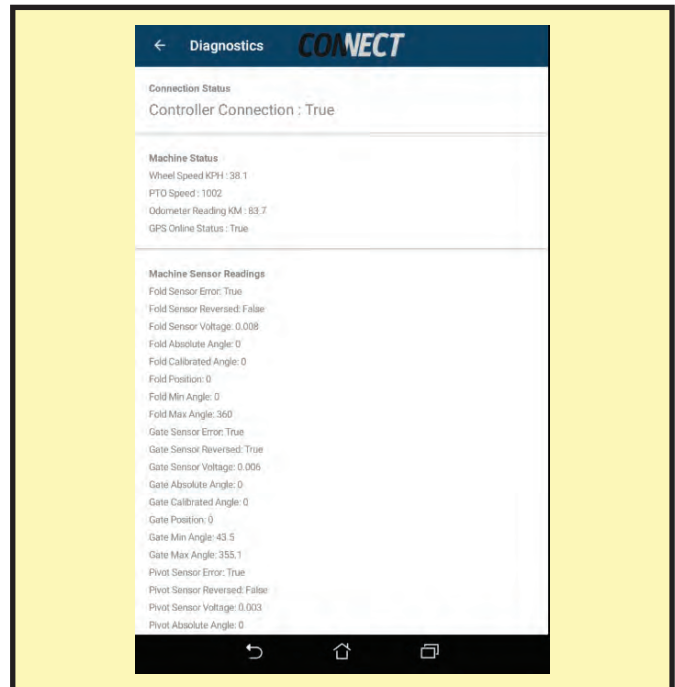 Diagnostics
CONNECT
Connection Status
Controller Connection : True
Machine Status
Wheel Speed KPH : 38.1
PTO Speed : 1002
Odometer Reading KM : 83.7
GPS Online Status : True
Machine Sensor Readings
Fold Sensor Error: True
Fold Sensor Reversed: False
Fold Sensor Voltage: 0.008
Fold Absolute Angle: 0
Fold Calibrated Angle: 0
Fold Position: 0
Fold Min Angle: 0
Fold Max Angle: 360
Gate Sensor Error: True
Gate Sensor Reversed: True
Gate Sensor Voltage: 0.006
Gate Absolute Angle: 0
Gate Calibrated Angle: 0
Gate Position: 0
Gate Min Angle: 43.5
Gate Max Angle: 355.1
Pivot Sensor Error: True
Pivot Sensor Reversed: False
Pivot Sensor Voltage: 0.003
Pivot Absolute Angle: 0